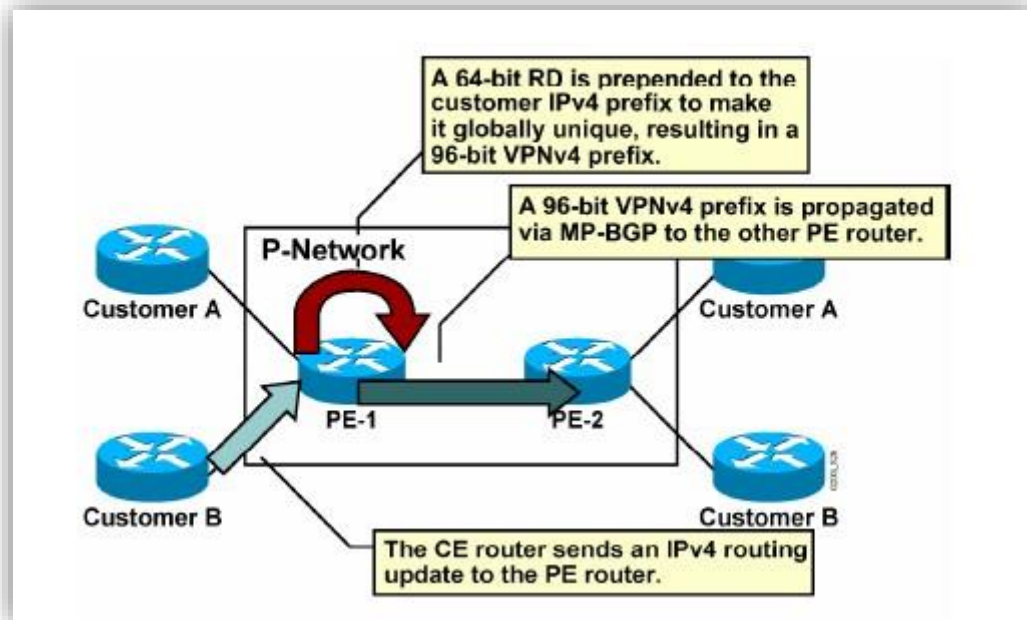 A 64-bit RD is prepended to the
customer IPv4 prefix to make
it globally unique, resulting in a
96-bit VPNv4 prefix.
A 96-bit VPNv4 prefix is propagated
via MP-BGP to the other PE router.
P-Network
Customer A
Customer A
PE-1
PE-2
Customer B
Customer B
The CE router sends an IPv4 routing
update to the PE router.